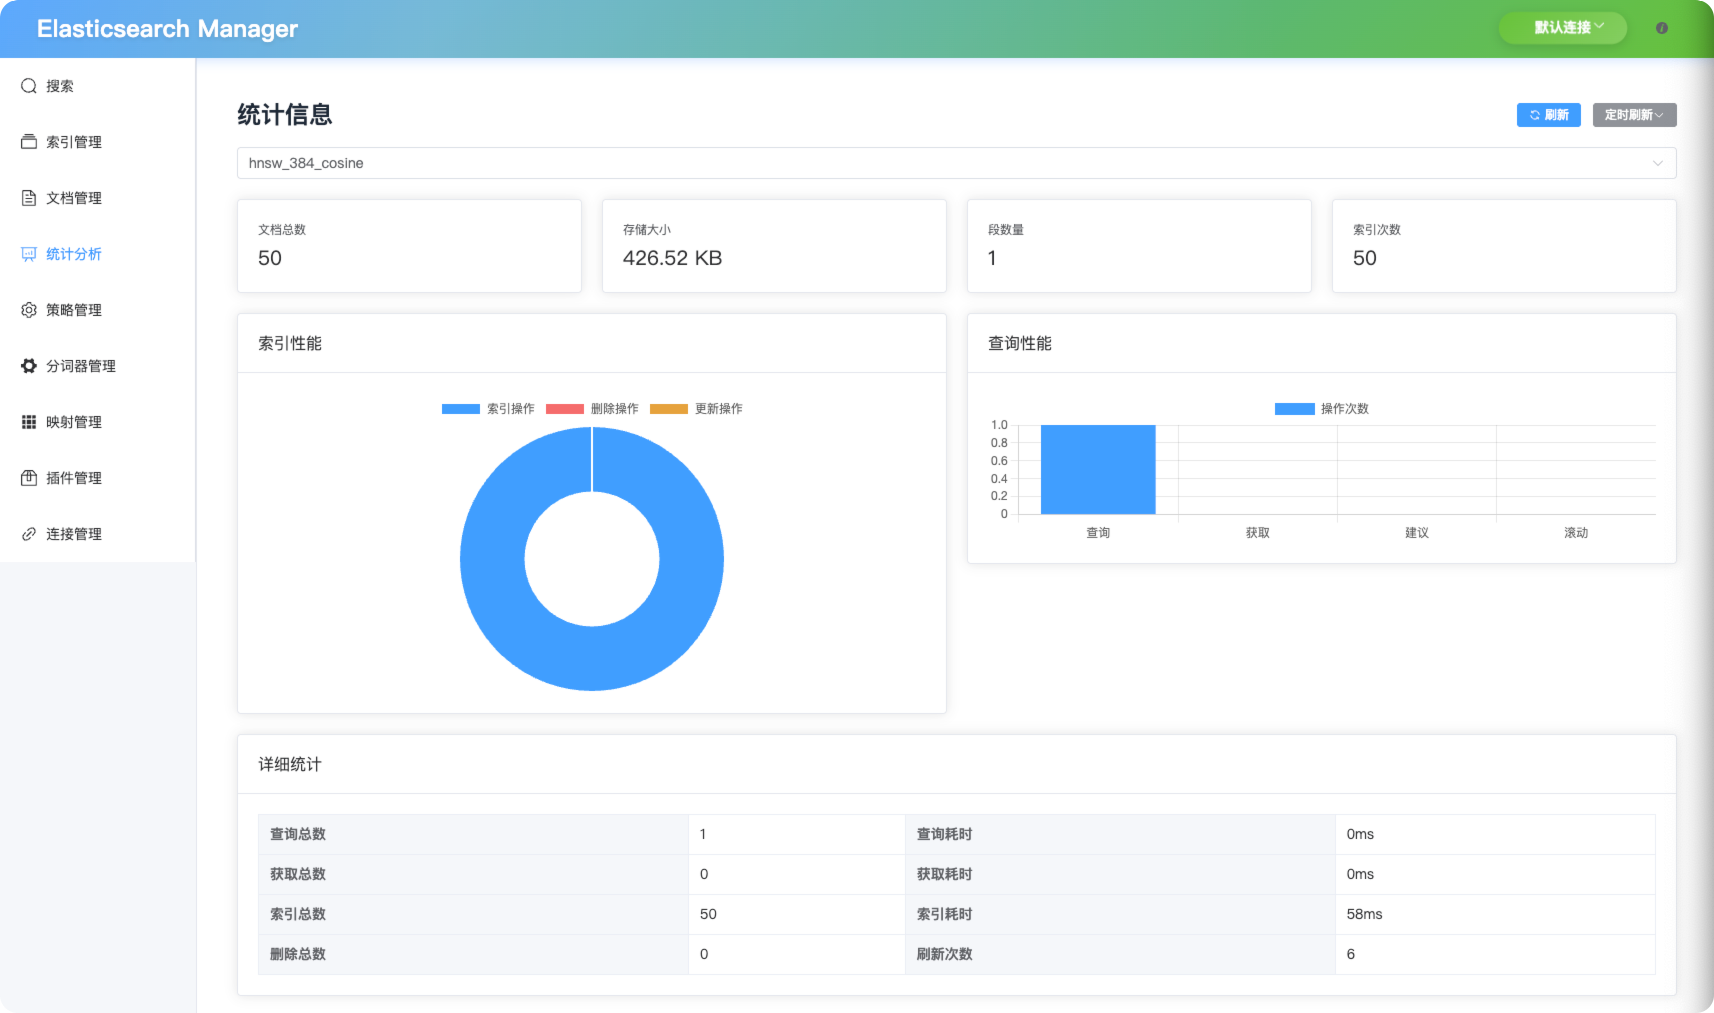 Elasticsearch Manager
默认连接
搜索
索引管理
文档管理
统计分析
策略管理
分词器管理
映射管理
插件管理
连接管理
统计信息
刷新
定时刷新
hnsw_384_cosine
文档总数
50
存储大小
426.52 KB
段数量
1
索引次数
50
索引性能
索引操作 删除操作 更新操作
查询性能
操作次数
1.0
0.8
0.6
0.4
0.2
0
查询 获取 建议 滚动
详细统计
查询总数 1 查询耗时 0ms
获取总数 0 获取耗时 0ms
索引总数 50 索引耗时 58ms
删除总数 0 刷新次数 6